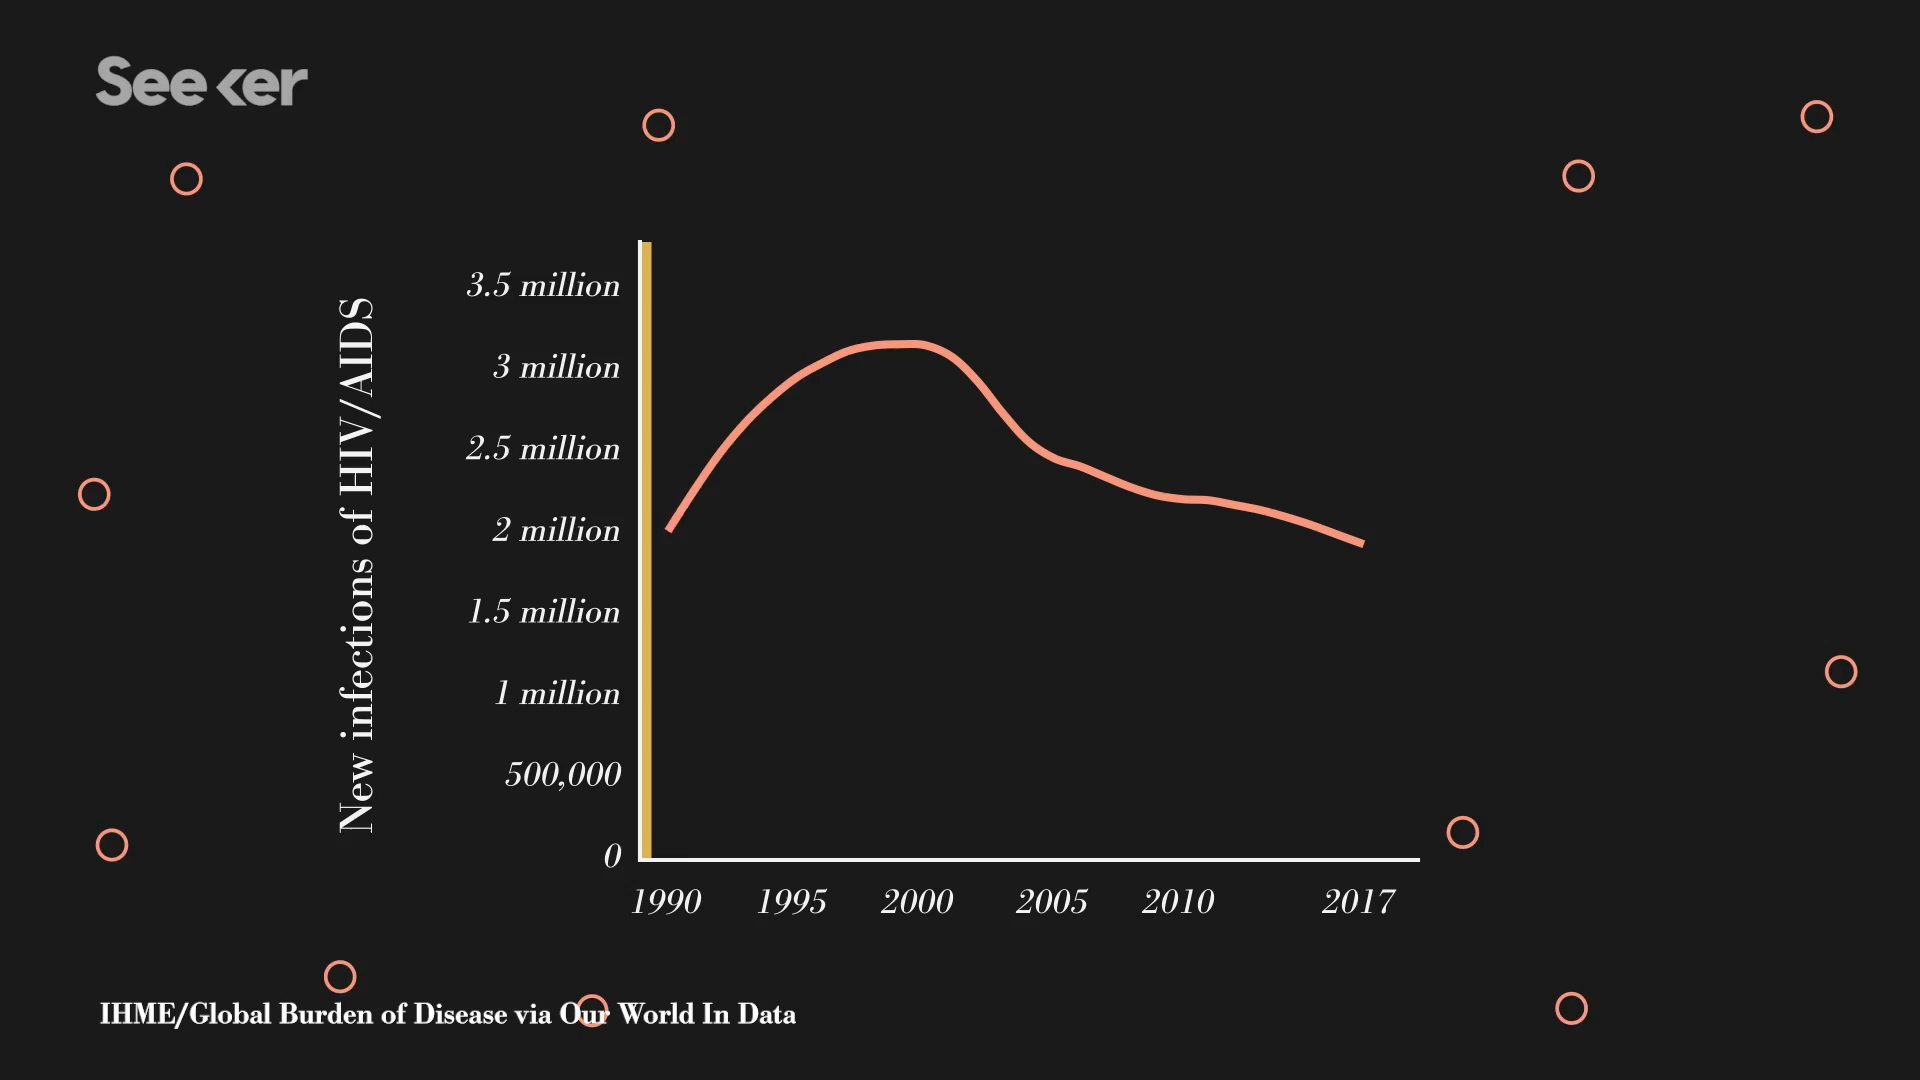 Seeker
New infections of HIV/AIDS
3.5 million
3 million
2.5 million
2 million
1.5 million
1 million
500,000
0
1990 1995 2000 2005 2010 2017
IHME/Global Burden of Disease via Our World In Data